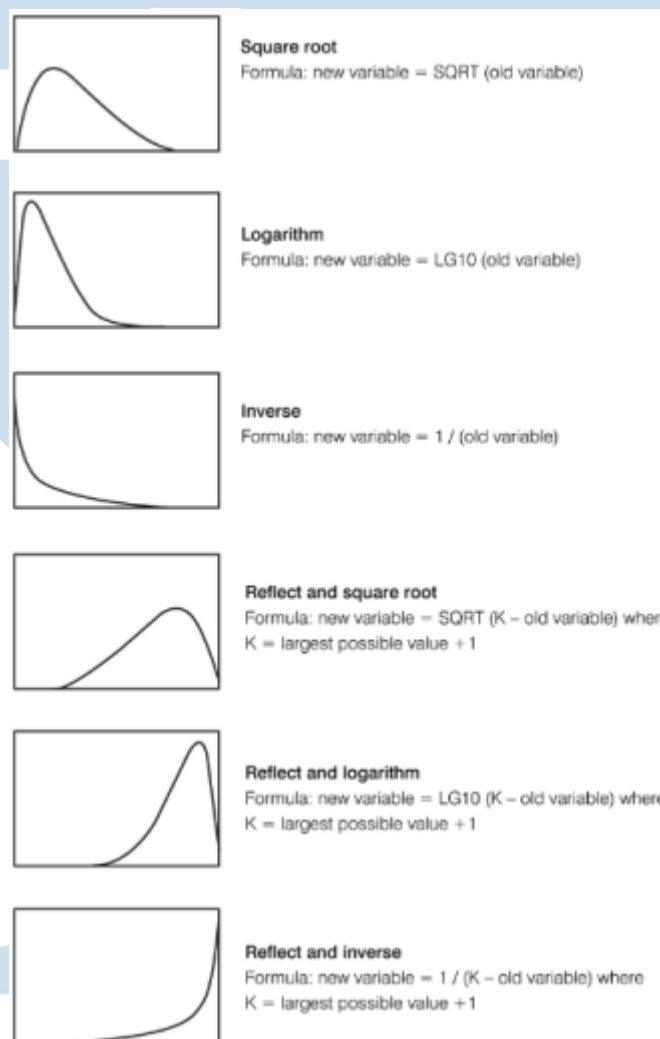 Square root
Formula: new variable = SQRT (old variable)
Logarithm
Formula: new variable = LG10 (old variable)
Inverse
Formula: new variable = 1 / (old variable)
Reflect and square root
Formula: new variable = SQRT (K – old variable) wher
K = largest possible value +1
Reflect and logarithm
Formula: new variable = LG10 (K – old variable) where
K = largest possible value +1
Reflect and inverse
Formula: new variable = 1 / (K – old variable) where
K = largest possible value +1